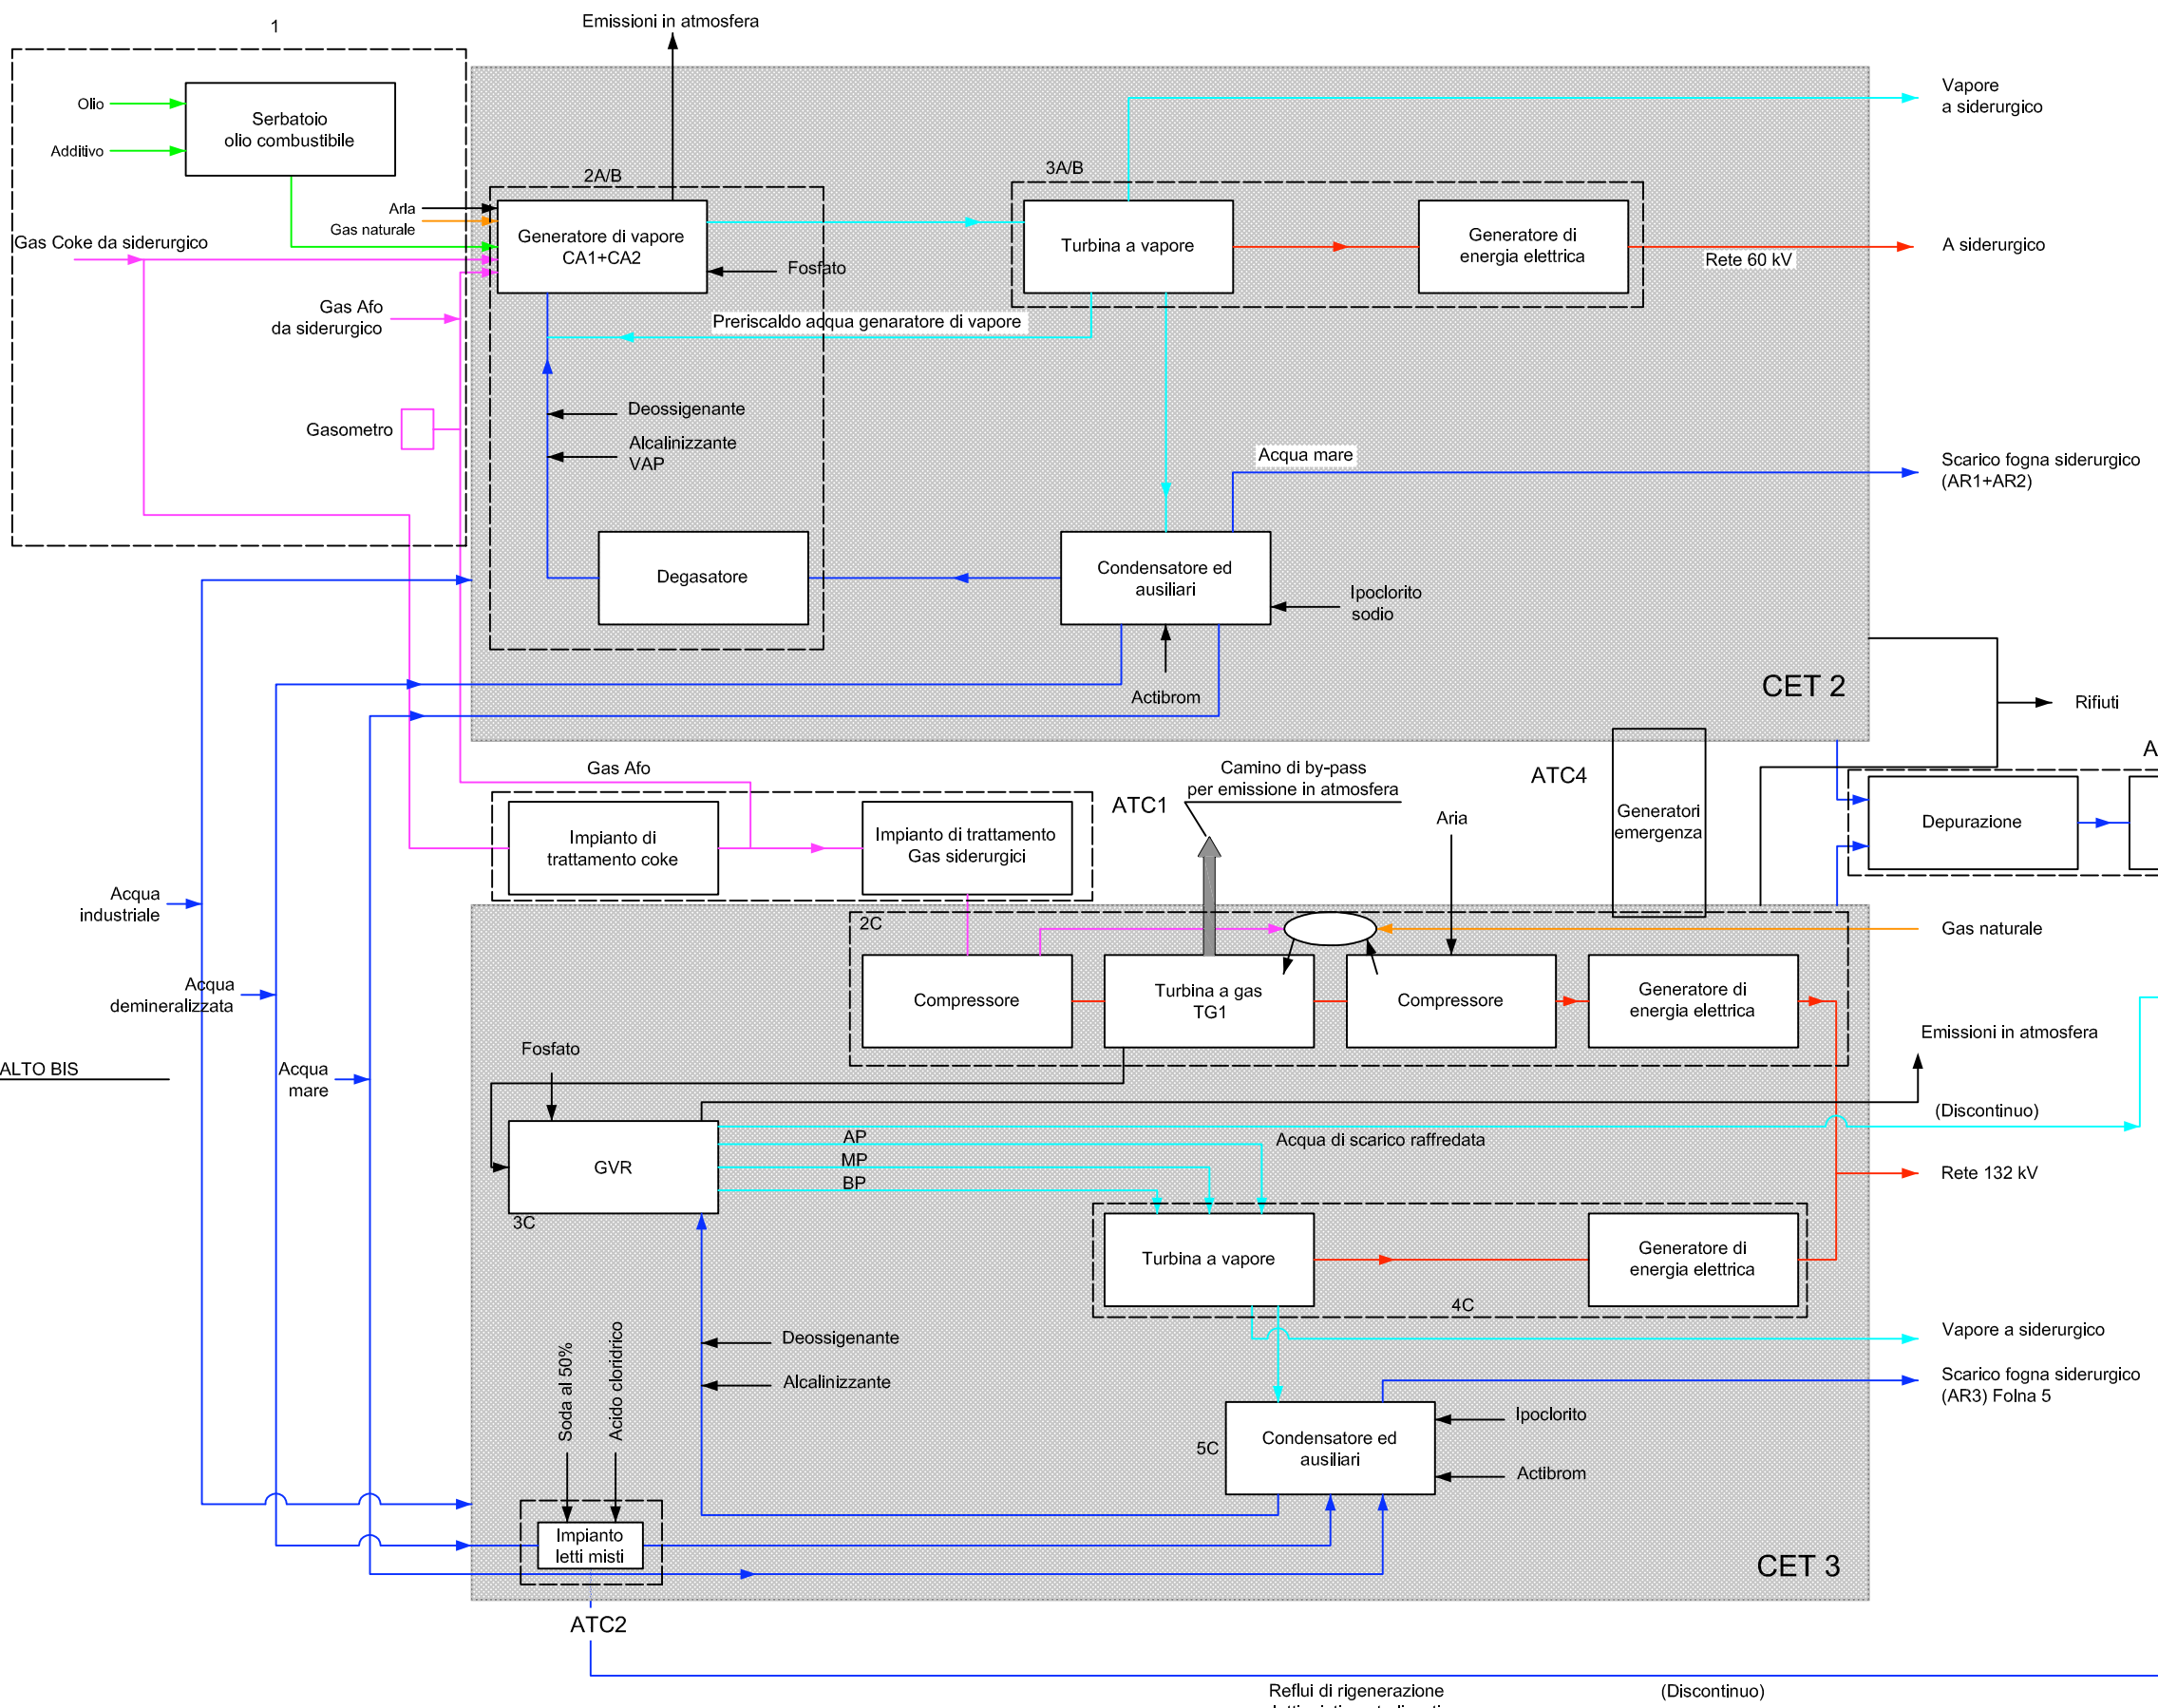 Emissioni in atmosfera
1
Olio
Additivo
Serbatoio
olio combustibile
Vapore
a siderurgico
2A/B
3A/B
Aria
Gas naturale
Gas Coke da siderurgico
Generatore di vapore
CA1+CA2
Fosfato
Turbina a vapore
Generatore di
energia elettrica
Rete 60 kV
A siderurgico
Gas Afo
da siderurgico
Preriscaldo acqua genaratore di vapore
Gasometro
Deossigenante
Alcalinizzante
VAP
Acqua mare
Scarico fogna siderurgico
(AR1+AR2)
Degasatore
Condensatore ed
ausiliari
Ipoclorito
sodio
Actibrom
CET 2
Rifiuti
Gas Afo
ATC1
Camino di by-pass
per emissione in atmosfera
ATC4
Generatori
emergenza
Impianto di
trattamento coke
Impianto di trattamento
Gas siderurgici
Aria
Depurazione
A
Acqua
industriale
2C
Gas naturale
Compressore
Turbina a gas
TG1
Compressore
Generatore di
energia elettrica
Acqua
demineralizzata
Emissioni in atmosfera
ALTO BIS
Acqua
mare
Fosfato
(Discontinuo)
GVR
AP
MP
BP
Acqua di scarico raffredata
Rete 132 kV
3C
Turbina a vapore
Generatore di
energia elettrica
4C
Vapore a siderurgico
Deossigenante
Alcalinizzante
Scarico fogna siderurgico
(AR3) Folna 5
Soda al 50%
Acido cloridrico
5C
Condensatore ed
ausiliari
Ipoclorito
Actibrom
Impianto
letti misti
CET 3
ATC2
Reflui di rigenerazione
(Discontinuo)